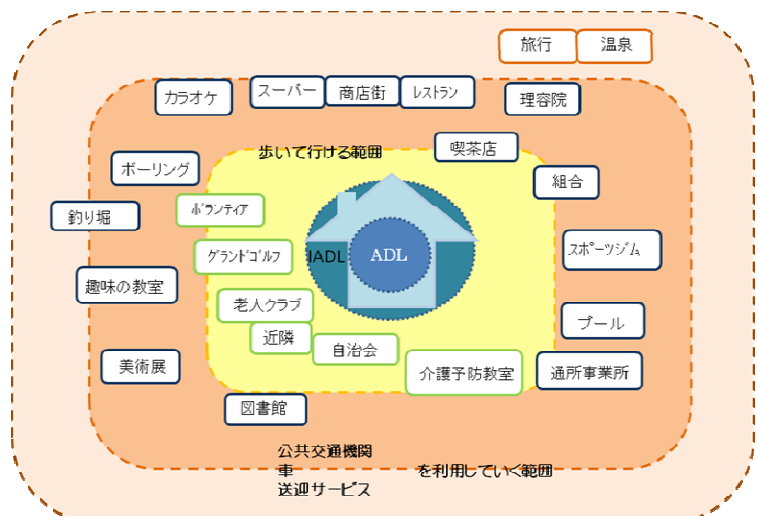 旅行
温泉
カラオケ
スーパー
商店街
ﾚｽﾄﾗﾝ
理容院
歩いて行ける範囲
喫茶店
ボーリング
組合
釣り堀
ﾎﾞﾗﾝﾃｨｱ
ｸﾞﾗﾝﾄﾞｺﾞﾙﾌ
IADL
ADL
ｽﾎﾟｰﾂジム
趣味の教室
老人クラブ
近隣
自治会
プール
美術展
介護予防教室
通所事業所
図書館
公共交通機関
車
を利用していく範囲
送迎サービス